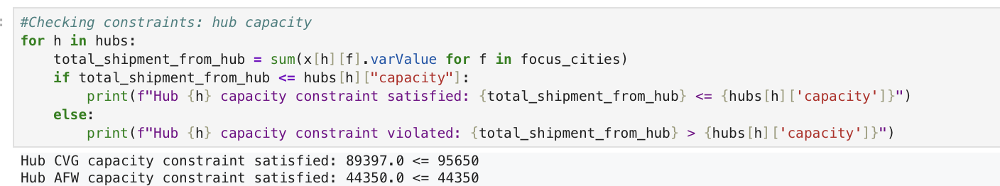 #Checking constraints: hub capacity
for h in hubs:
    total_shipment_from_hub = sum(x[h][f].varValue for f in focus_cities)
    if total_shipment_from_hub <= hubs[h]["capacity"]:
        print(f"Hub {h} capacity constraint satisfied: {total_shipment_from_hub} <= {hubs[h]['capacity']}")
    else:
        print(f"Hub {h} capacity constraint violated: {total_shipment_from_hub} > {hubs[h]['capacity']}")
Hub CVG capacity constraint satisfied: 89397.0 <= 95650
Hub AFW capacity constraint satisfied: 44350.0 <= 44350